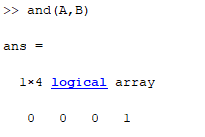 >> and(A,B)
ans =
1×4 logical array
0 0 0 1